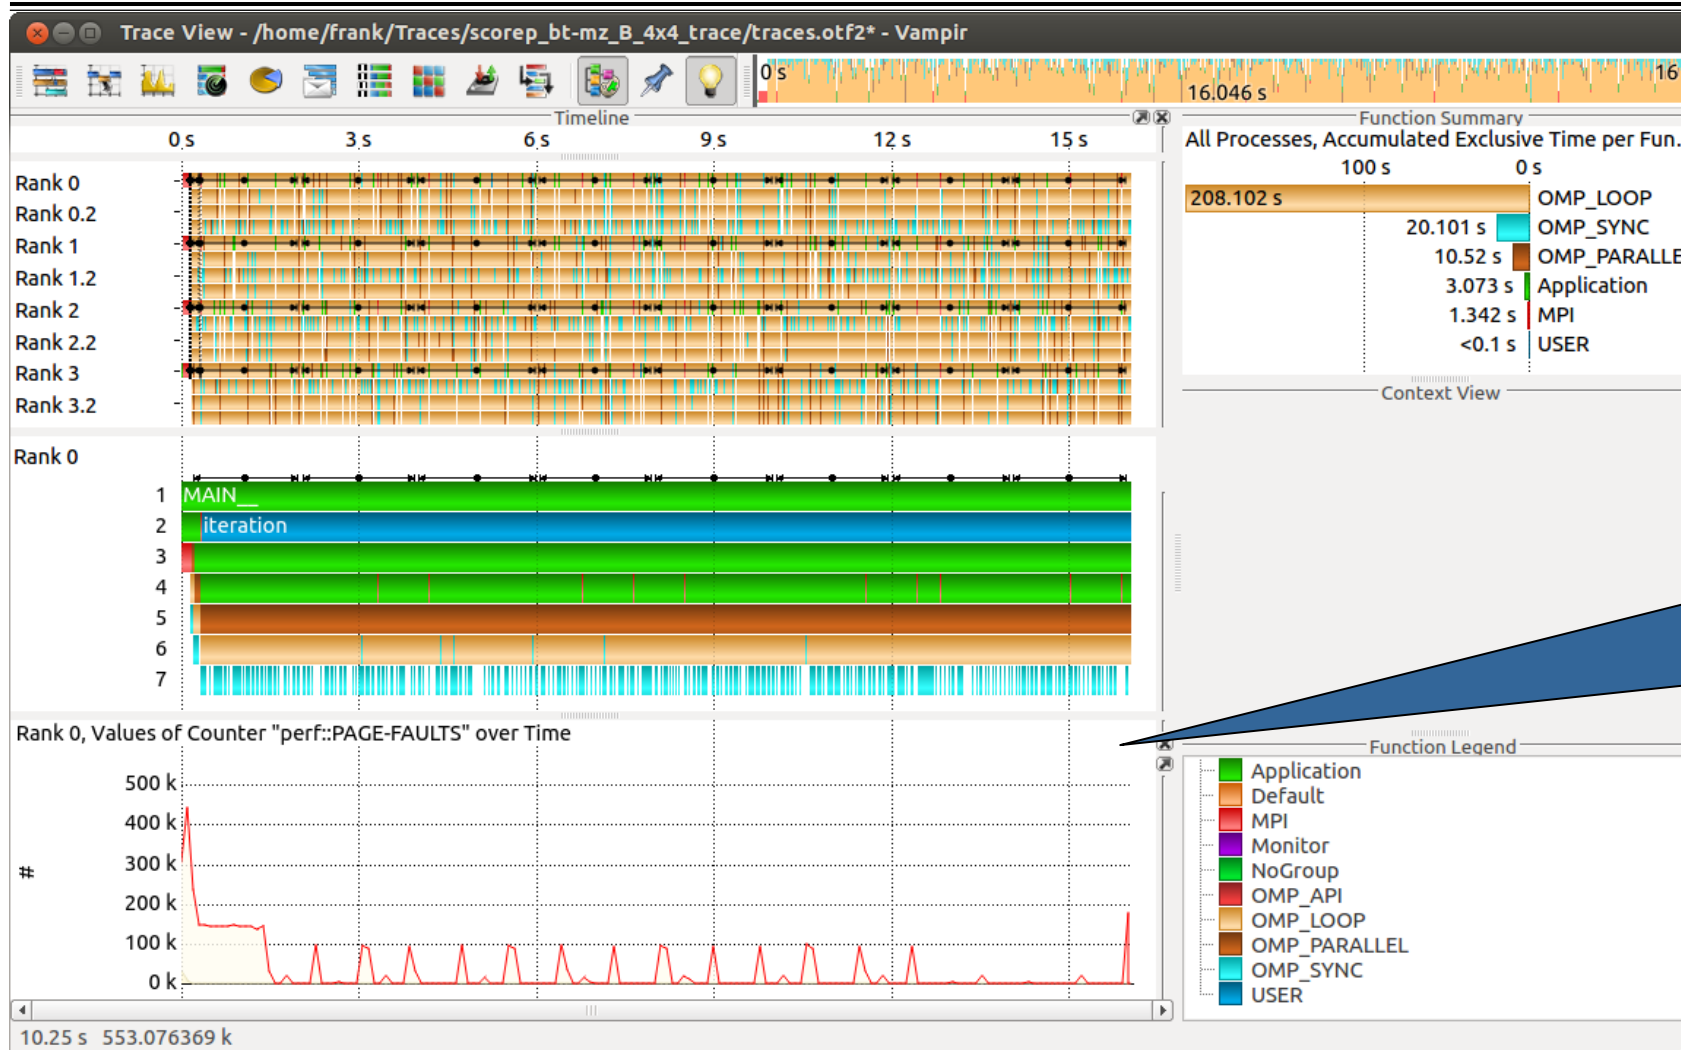 Trace View - /home/frank/Traces/scorep_bt-mz_B_4x4_trace/traces.otf2* - Vampir
0 s
16
16.046 s
Timeline
0 s 3 s 6 s 9 s 12 s 15 s
Rank 0
Rank 0.2
Rank 1
Rank 1.2
Rank 2
Rank 2.2
Rank 3
Rank 3.2
Rank 0
1 MAIN__
2 iteration
3
4
5
6
7
Rank 0, Values of Counter "perf::PAGE-FAULTS" over Time
500 k
400 k
300 k
200 k
100 k
0 k
#
10.25 s 553.076369 k
Function Summary
All Processes, Accumulated Exclusive Time per Fun...
100 s 0 s
208.102 s OMP_LOOP
20.101 s OMP_SYNC
10.52 s OMP_PARALLE
3.073 s Application
1.342 s MPI
<0.1 s USER
Context View
Function Legend
Application
Default
MPI
Monitor
NoGroup
OMP_API
OMP_LOOP
OMP_PARALLEL
OMP_SYNC
USER